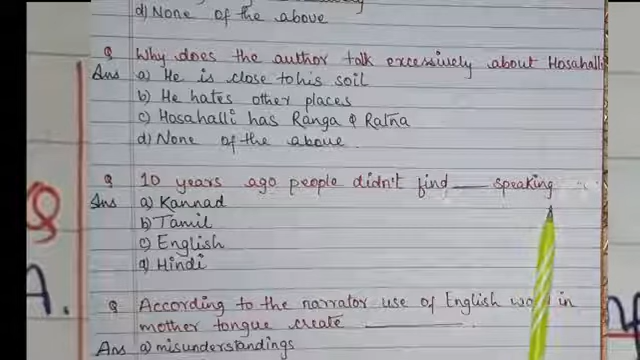 d) None of the above
Q Why does the author talk excessively about Hosahalli
Ans a) He is close to his soil
b) He hates other places
c) Hosahalli has Ranga & Ratna
d) None of the above.
Q 10 years ago people didn't find ___ speaking
Ans a) Kannad
b) Tamil
c) English
d) Hindi
Q According to the narrator use of English word in
mother tongue create ________.
Ans a) misunderstandings
Q
A.